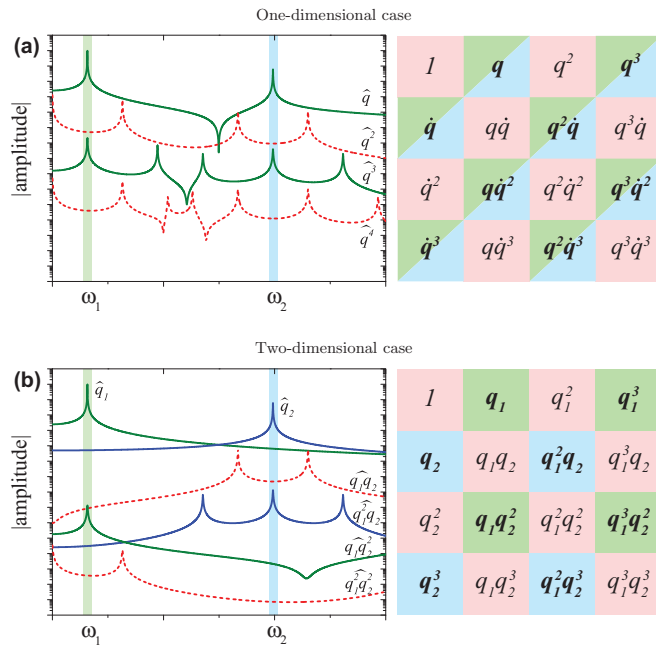 One-dimensional case
(a)
|amplitude|
q̂
q̂²
q̂³
q̂⁴
ω₁ ω₂
1 q q² q³
q̇ qq̇ q²q̇ q³q̇
q̇² qq̇² q²q̇² q³q̇²
q̇³ qq̇³ q²q̇³ q³q̇³
Two-dimensional case
(b)
|amplitude|
q̂₁
q̂₂
q₁q₂̂
q₁²q₂̂
q₁q₂²̂
q₁²q₂²̂
ω₁ ω₂
1 q₁ q₁² q₁³
q₂ q₁q₂ q₁²q₂ q₁³q₂
q₂² q₁q₂² q₁²q₂² q₁³q₂²
q₂³ q₁q₂³ q₁²q₂³ q₁³q₂³